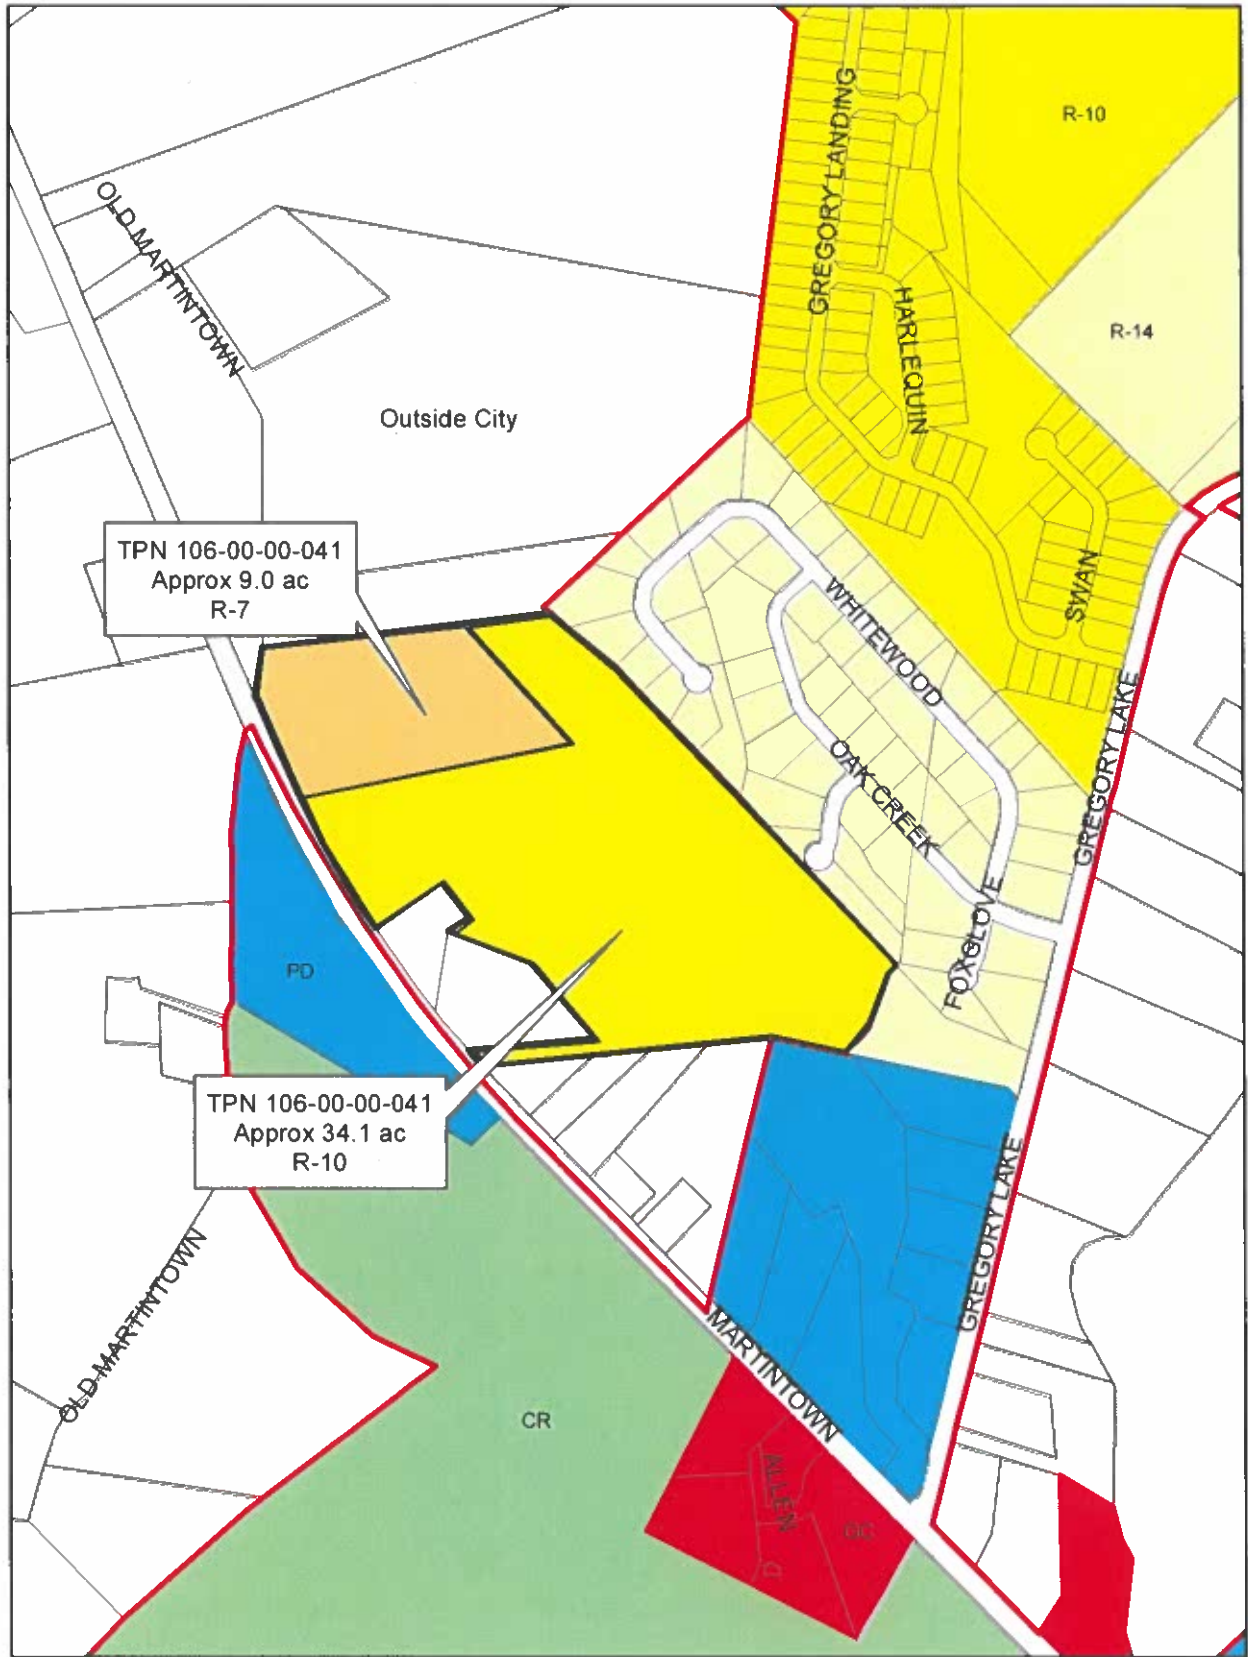 R-10
GREGORY LANDING
OLD MARTINTOWN
HARLEQUIN
R-14
Outside City
TPN 106-00-00-041
Approx 9.0 ac
R-7
WHITEWOOD
SWAN
GREGORY LAKE
OAK CREEK
FOXGLOVE
PD
TPN 106-00-00-041
Approx 34.1 ac
R-10
GREGORY LAKE
OLD MARTINTOWN
MARTINTOWN
CR
ALLEN
GC